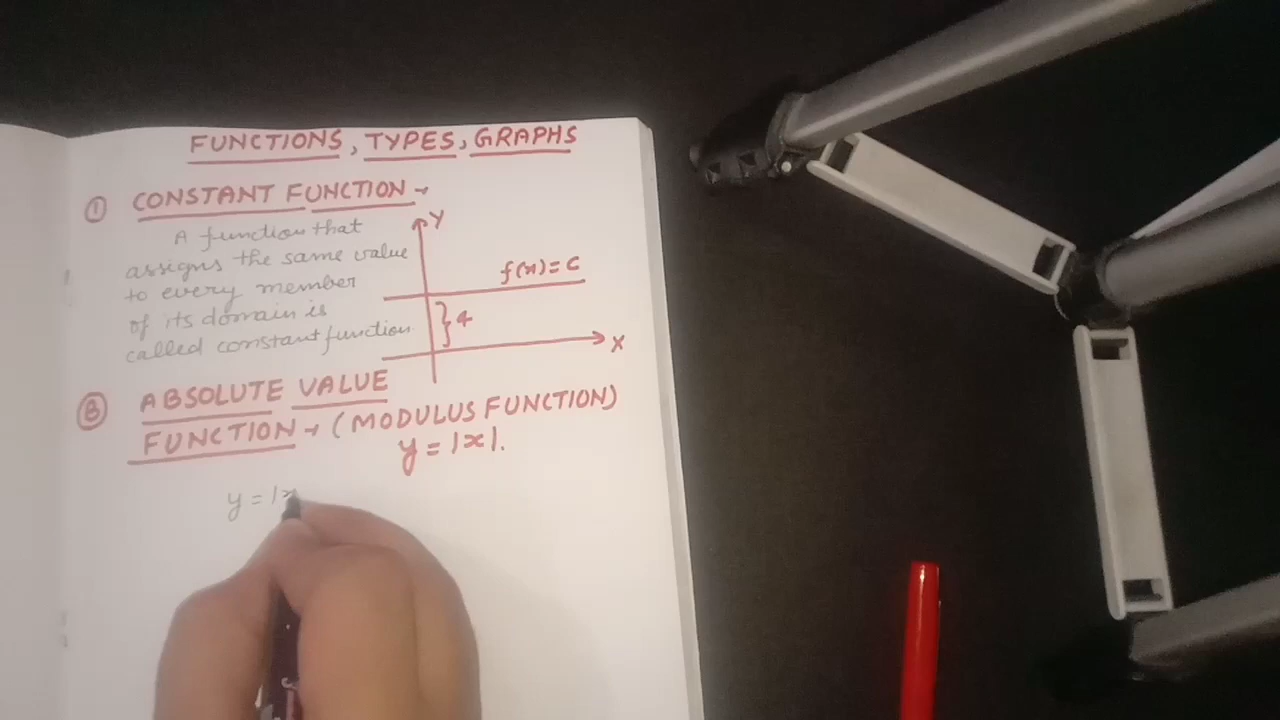 FUNCTIONS, TYPES, GRAPHS
① CONSTANT FUNCTION →
A function that
assigns the same value
to every member
of its domain is
called constant function.
Y
f(x)=C
}4
X
Ⓑ ABSOLUTE VALUE
FUNCTION → (MODULUS FUNCTION)
y = |x|.
y = |x